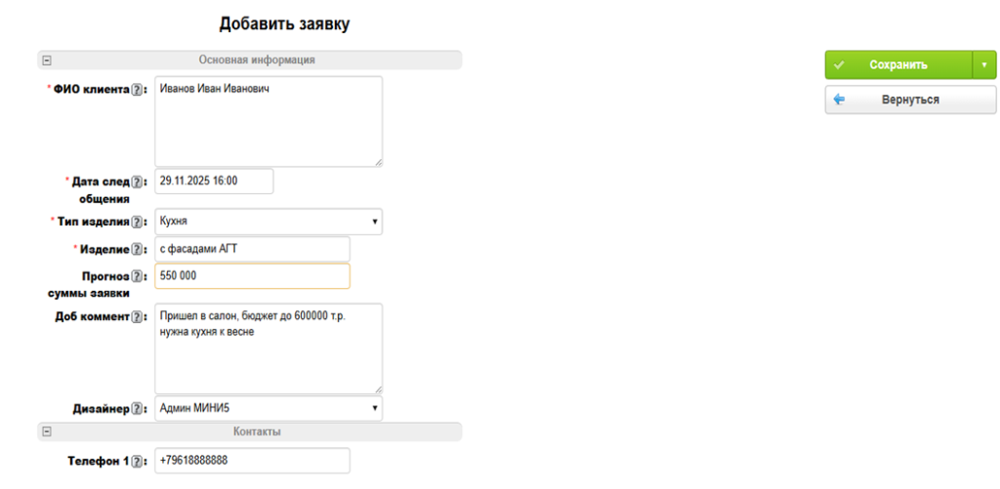 Добавить заявку
Основная информация
Сохранить
Вернуться
* ФИО клиента[?]: Иванов Иван Иванович
* Дата след[?]: 29.11.2025 16:00
общения
* Тип изделия[?]: Кухня
* Изделие[?]: с фасадами АГТ
Прогноз[?]: 550 000
суммы заявки
Доб коммент[?]: Пришел в салон, бюджет до 600000 т.р.
нужна кухня к весне
Дизайнер[?]: Админ МИНИ5
Контакты
Телефон 1[?]: +79618888888